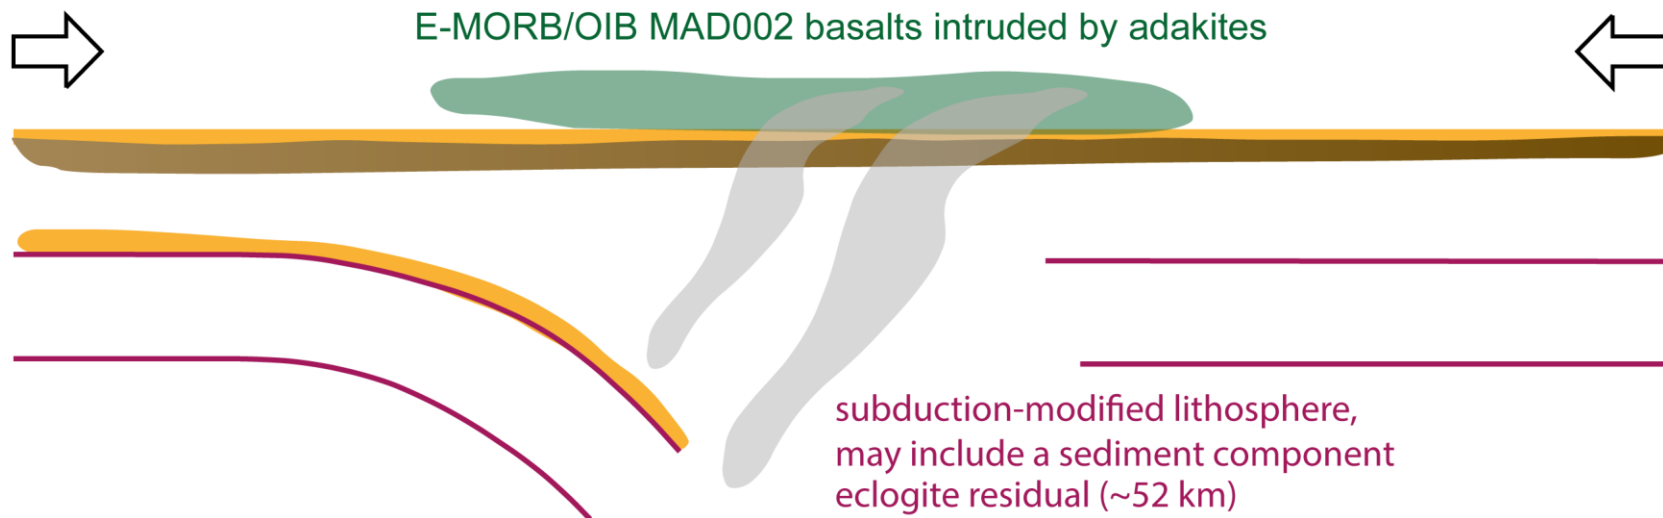 E-MORB/OIB MAD002 basalts intruded by adakites
subduction-modified lithosphere,
may include a sediment component
eclogite residual (~52 km)